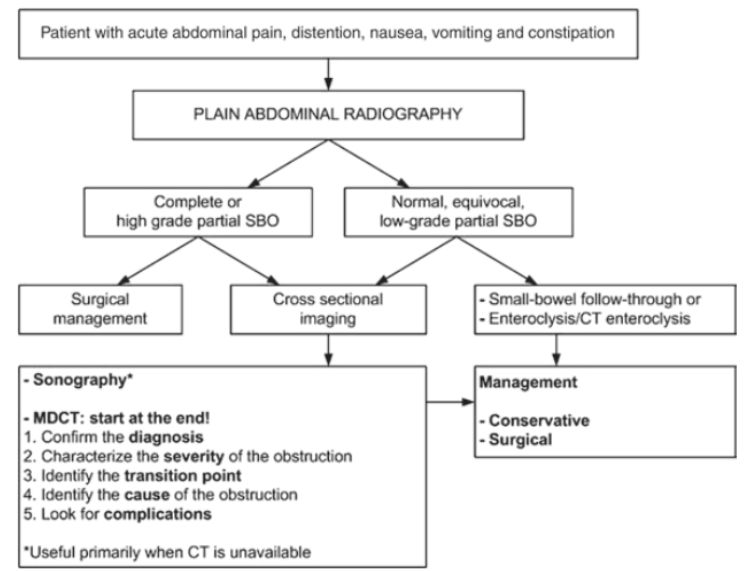 Patient with acute abdominal pain, distention, nausea, vomiting and constipation
PLAIN ABDOMINAL RADIOGRAPHY
Complete or
high grade partial SBO
Normal, equivocal,
low-grade partial SBO
Surgical
management
Cross sectional
imaging
- Small-bowel follow-through or
- Enteroclysis/CT enteroclysis
- Sonography*
- MDCT: start at the end!
1. Confirm the diagnosis
2. Characterize the severity of the obstruction
3. Identify the transition point
4. Identify the cause of the obstruction
5. Look for complications
*Useful primarily when CT is unavailable
Management
- Conservative
- Surgical